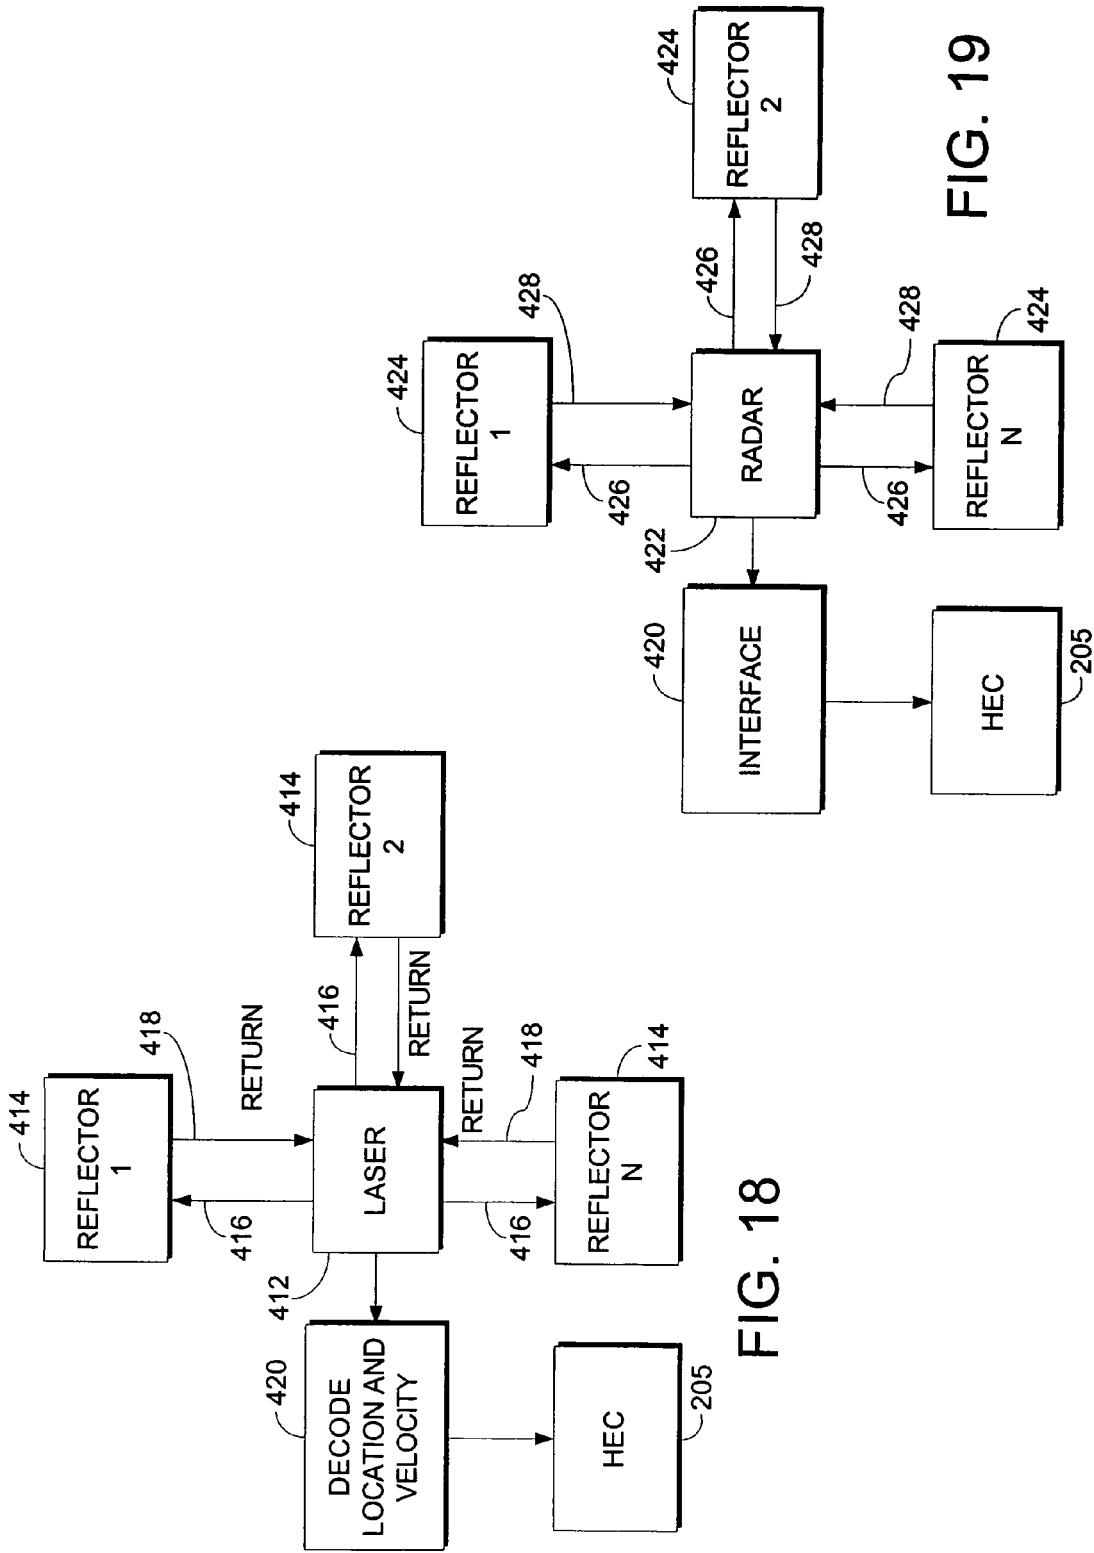 414
REFLECTOR
1
416
418
RETURN
412
LASER
416
RETURN
414
REFLECTOR
2
420
DECODE
LOCATION AND
VELOCITY
416
RETURN
418
HEC
205
REFLECTOR
N
414
FIG. 18
424
REFLECTOR
1
426
428
422
RADAR
426
428
424
REFLECTOR
2
420
INTERFACE
426
428
HEC
205
REFLECTOR
N
424
FIG. 19